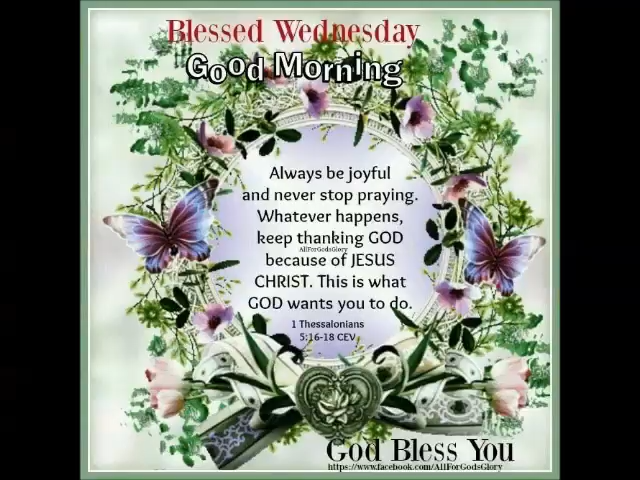 Blessed Wednesday
Good Morning
Always be joyful
and never stop praying.
Whatever happens,
keep thanking GOD
AllForGodsGlory
because of JESUS
CHRIST. This is what
GOD wants you to do.
1 Thessalonians
5:16-18 CEV
God Bless You
https://www.facebook.com/AllForGodsGlory